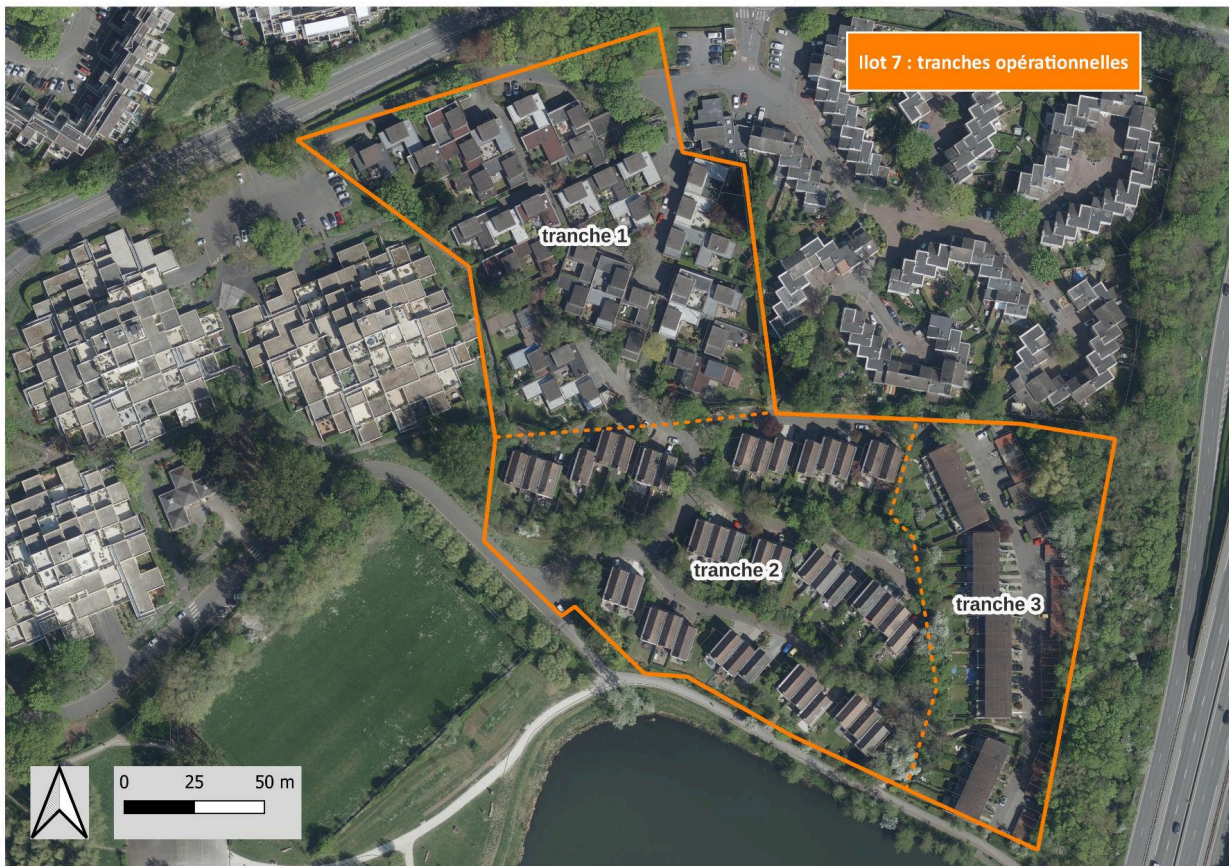 Ilot 7 : tranches opérationnelles
tranche 1
tranche 2
tranche 3
0 25 50 m